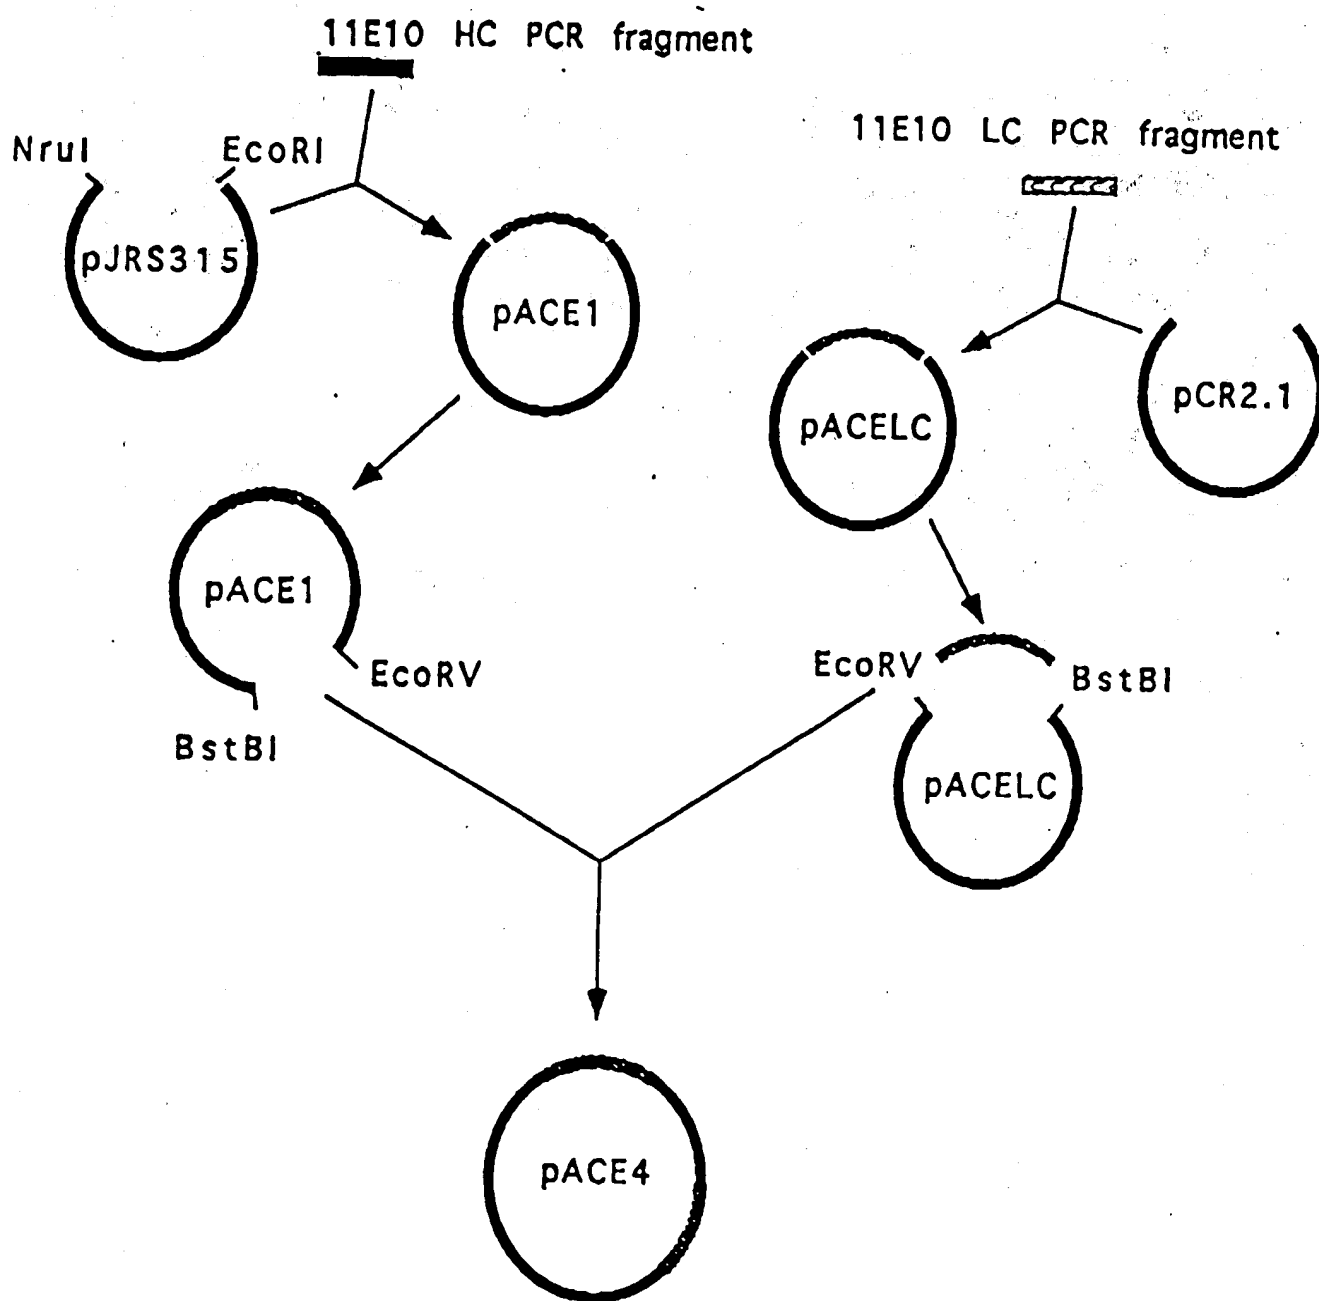 11E10 HC PCR fragment
11E10 LC PCR fragment
NruI
EcoRI
pJRS315
pACE1
pACELC
pCR2.1
pACE1
EcoRV
BstBI
EcoRV
BstBI
pACELC
pACE4